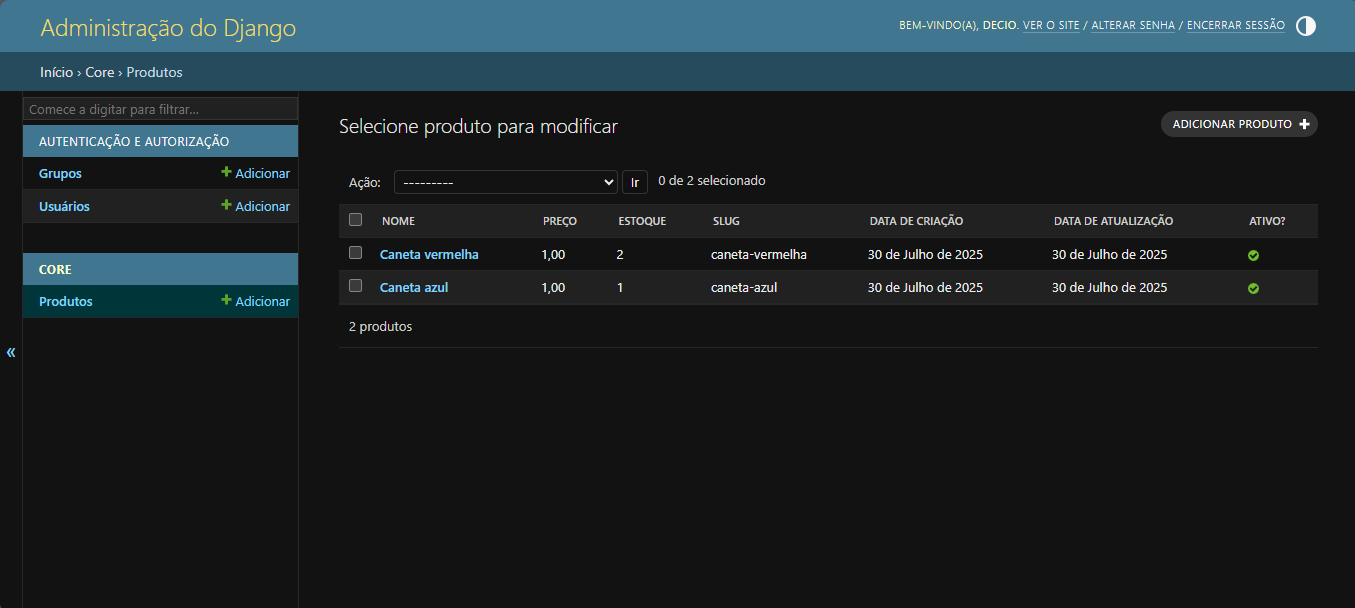 Administração do Django
BEM-VINDO(A), DECIO. VER O SITE / ALTERAR SENHA / ENCERRAR SESSÃO
Início › Core › Produtos
Comece a digitar para filtrar...
AUTENTICAÇÃO E AUTORIZAÇÃO
Grupos + Adicionar
Usuários + Adicionar
CORE
Produtos + Adicionar
«
Selecione produto para modificar
ADICIONAR PRODUTO +
Ação: --------- Ir 0 de 2 selecionado
NOME PREÇO ESTOQUE SLUG DATA DE CRIAÇÃO DATA DE ATUALIZAÇÃO ATIVO?
Caneta vermelha 1,00 2 caneta-vermelha 30 de Julho de 2025 30 de Julho de 2025
Caneta azul 1,00 1 caneta-azul 30 de Julho de 2025 30 de Julho de 2025
2 produtos